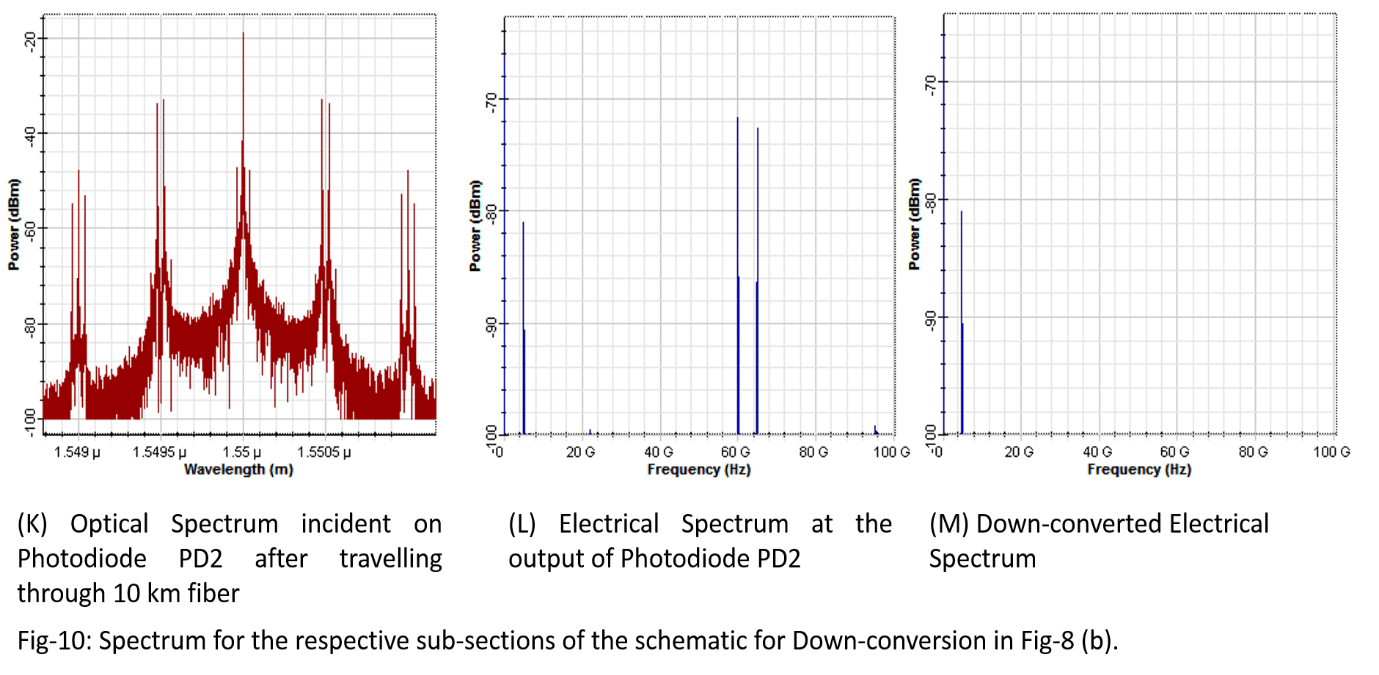 -20
-40
-60
-80
-100
Power (dBm)
1.549 µ 1.5495 µ 1.55 µ 1.5505 µ
Wavelength (m)
-70
-80
-90
-100
Power (dBm)
0 20 G 40 G 60 G 80 G 100 G
Frequency (Hz)
-70
-80
-90
-100
Power (dBm)
0 20 G 40 G 60 G 80 G 100 G
Frequency (Hz)
(K) Optical Spectrum incident on
Photodiode PD2 after travelling
through 10 km fiber
(L) Electrical Spectrum at the
output of Photodiode PD2
(M) Down-converted Electrical
Spectrum
Fig-10: Spectrum for the respective sub-sections of the schematic for Down-conversion in Fig-8 (b).